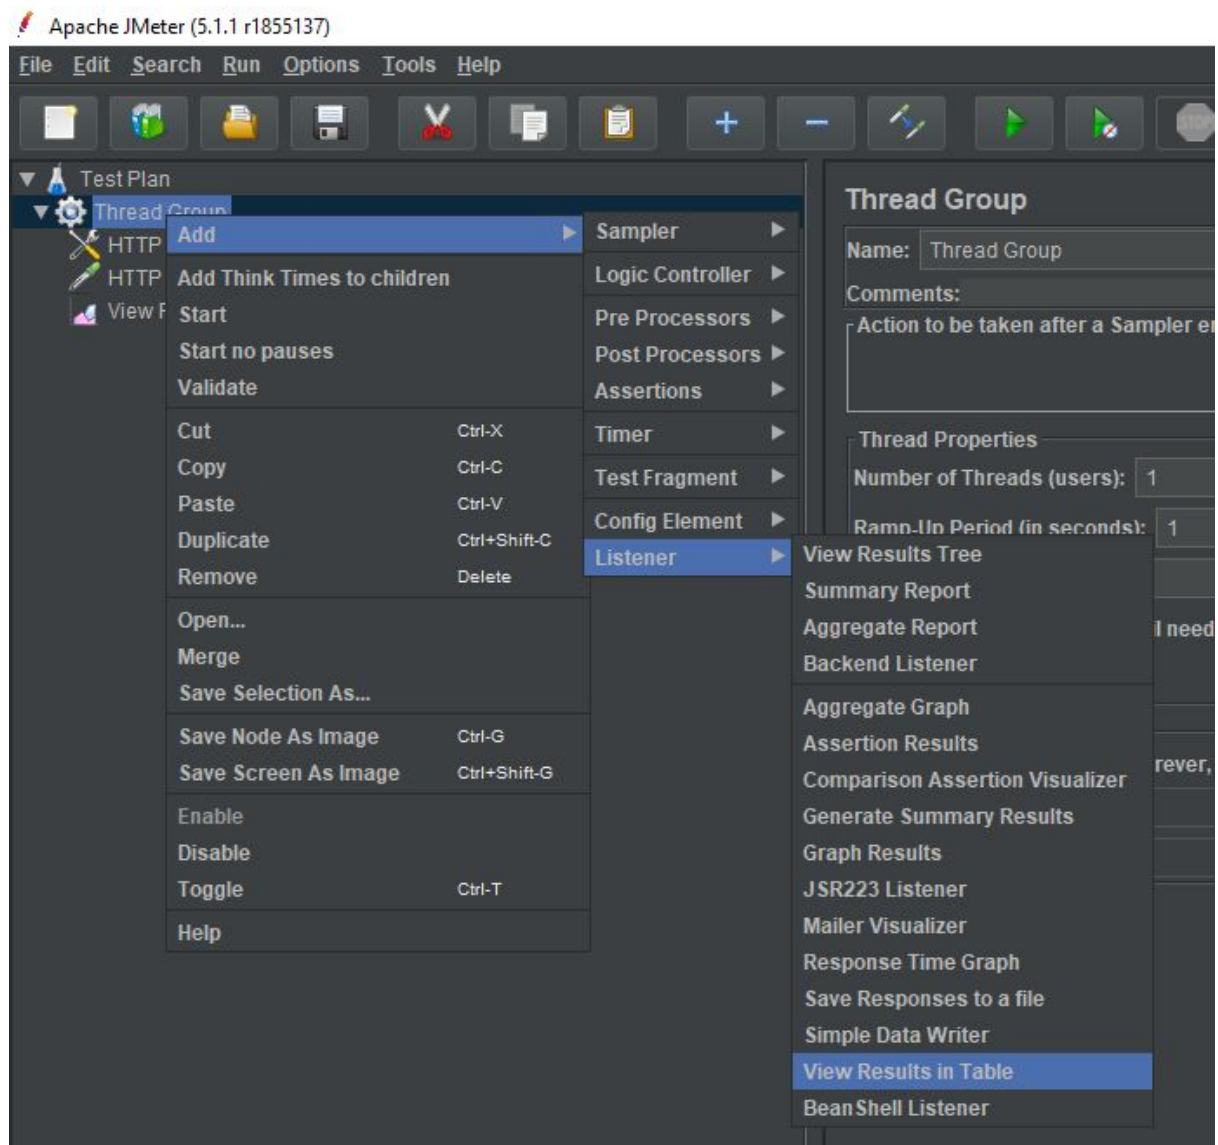 Apache JMeter (5.1.1 r1855137)
File Edit Search Run Options Tools Help
STOP
Test Plan
Thread Group
HTTP
HTTP
View
Add
Add Think Times to children
Start
Start no pauses
Validate
Cut Ctrl-X
Copy Ctrl-C
Paste Ctrl-V
Duplicate Ctrl+Shift-C
Remove Delete
Open...
Merge
Save Selection As...
Save Node As Image Ctrl-G
Save Screen As Image Ctrl+Shift-G
Enable
Disable
Toggle Ctrl-T
Help
Sampler
Logic Controller
Pre Processors
Post Processors
Assertions
Timer
Test Fragment
Config Element
Listener
View Results Tree
Summary Report
Aggregate Report
Backend Listener
Aggregate Graph
Assertion Results
Comparison Assertion Visualizer
Generate Summary Results
Graph Results
JSR223 Listener
Mailer Visualizer
Response Time Graph
Save Responses to a file
Simple Data Writer
View Results in Table
BeanShell Listener
Thread Group
Name: Thread Group
Comments:
Action to be taken after a Sampler er
Thread Properties
Number of Threads (users): 1
Ramp-Up Period (in seconds): 1
l need
rever,